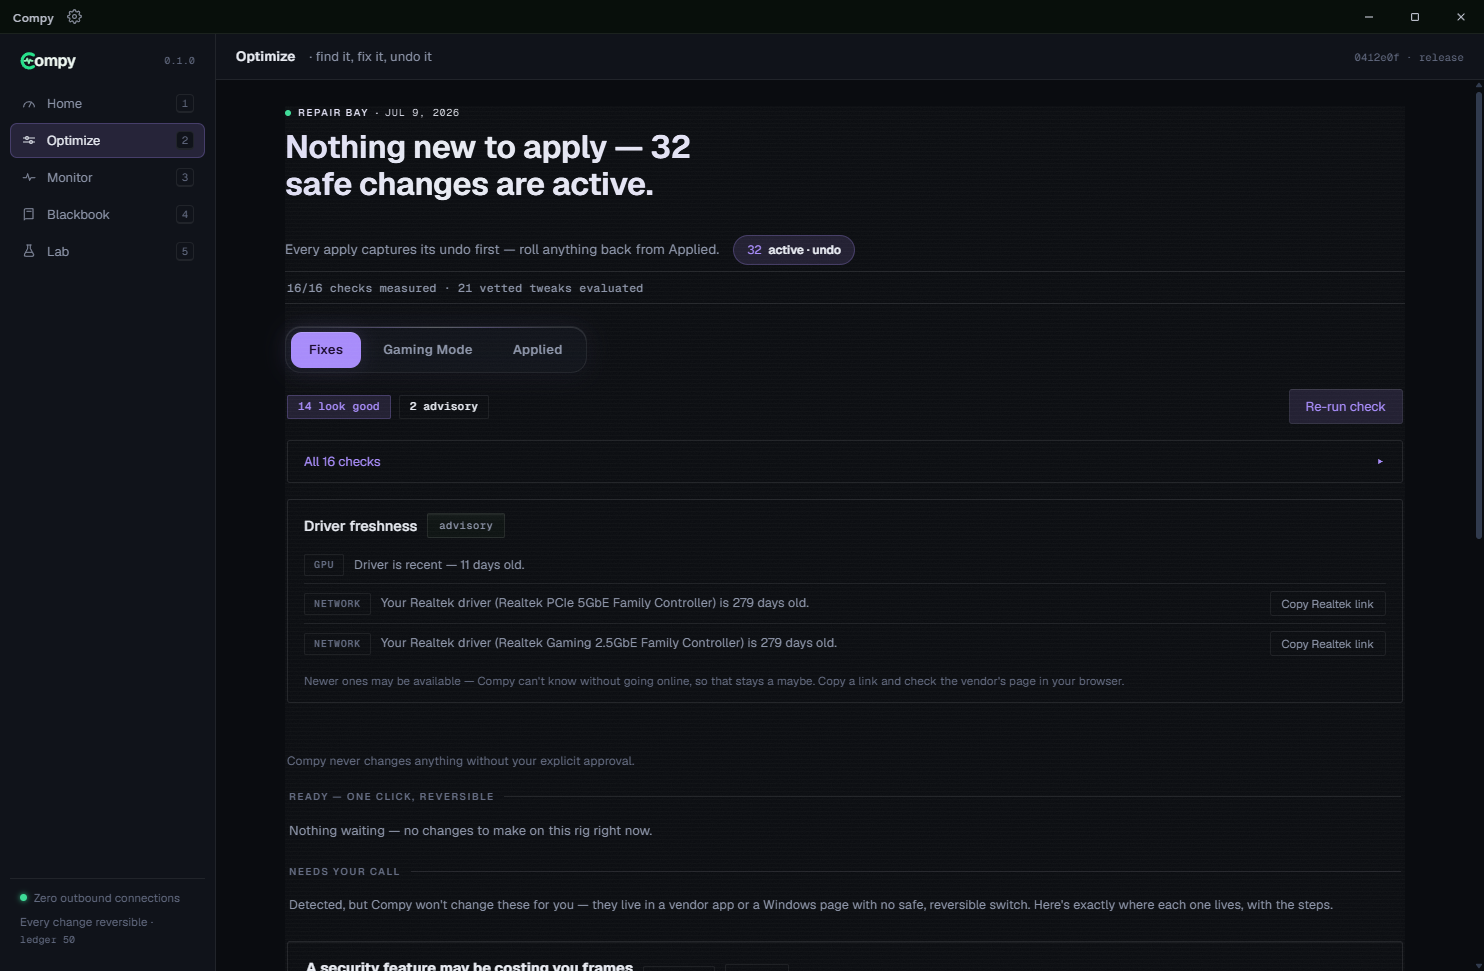 Compy
Compy 0.1.0
Optimize · find it, fix it, undo it 0412e0f · release
Home 1
Optimize 2
Monitor 3
Blackbook 4
Lab 5
REPAIR BAY · JUL 9, 2026
Nothing new to apply — 32
safe changes are active.
Every apply captures its undo first — roll anything back from Applied. 32 active · undo
16/16 checks measured · 21 vetted tweaks evaluated
Fixes Gaming Mode Applied
14 look good 2 advisory Re-run check
All 16 checks
Driver freshness advisory
GPU Driver is recent — 11 days old.
NETWORK Your Realtek driver (Realtek PCIe 5GbE Family Controller) is 279 days old. Copy Realtek link
NETWORK Your Realtek driver (Realtek Gaming 2.5GbE Family Controller) is 279 days old. Copy Realtek link
Newer ones may be available — Compy can't know without going online, so that stays a maybe. Copy a link and check the vendor's page in your browser.
Compy never changes anything without your explicit approval.
READY — ONE CLICK, REVERSIBLE
Nothing waiting — no changes to make on this rig right now.
NEEDS YOUR CALL
Detected, but Compy won't change these for you — they live in a vendor app or a Windows page with no safe, reversible switch. Here's exactly where each one lives, with the steps.
A security feature may be costing you frames
Zero outbound connections
Every change reversible ·
ledger 50